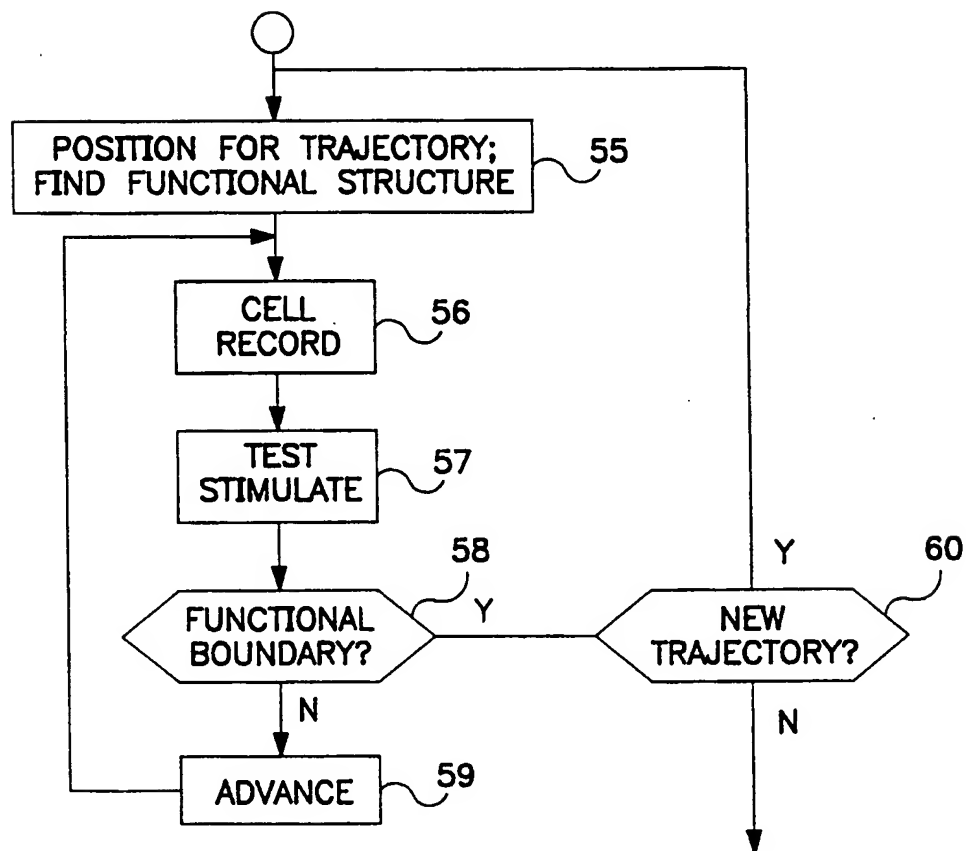 POSITION FOR TRAJECTORY;
FIND FUNCTIONAL STRUCTURE
55
CELL
RECORD
56
TEST
STIMULATE
57
FUNCTIONAL
BOUNDARY?
58
Y
N
NEW
TRAJECTORY?
60
Y
N
ADVANCE
59